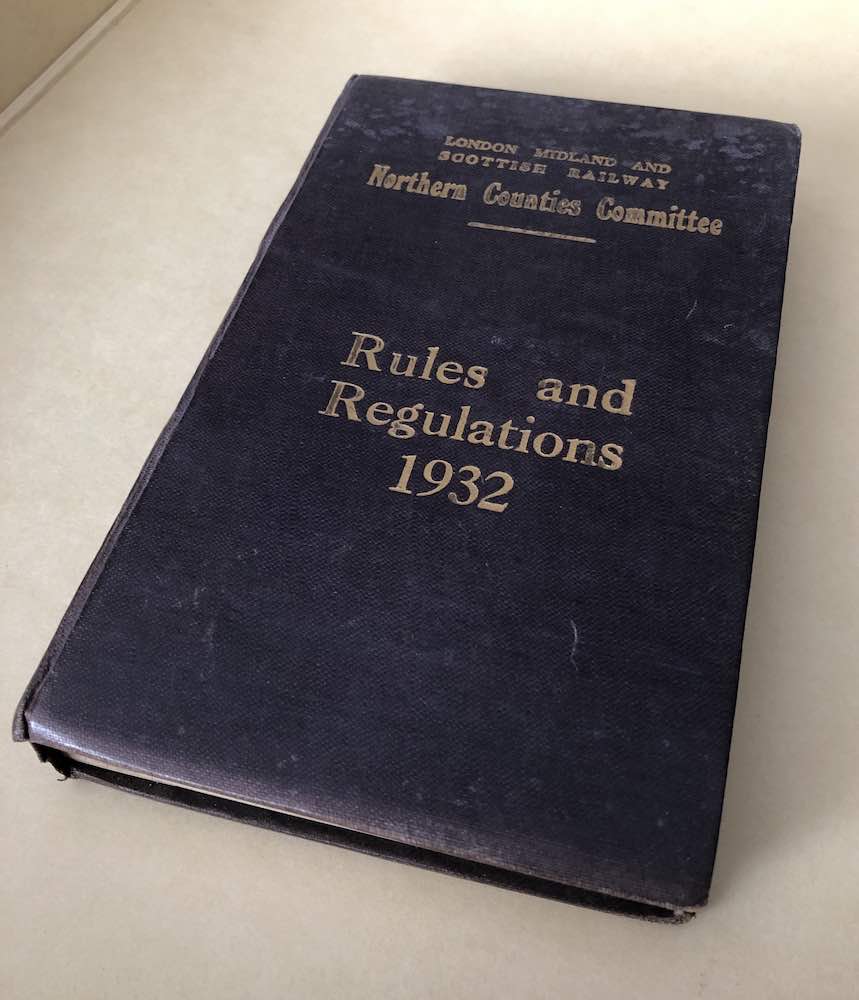 LONDON MIDLAND AND
SCOTTISH RAILWAY
Northern Counties Committee
Rules and
Regulations
1932